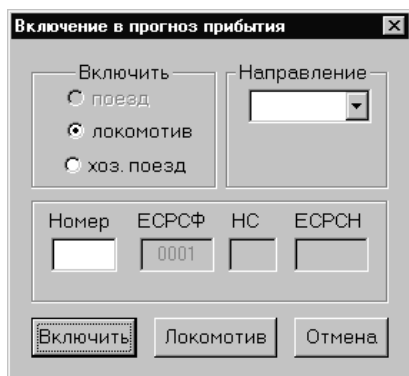 Включение в прогноз прибытия
Включить
Направление
поезд
локомотив
хоз. поезд
Номер ЕСРСФ НС ЕСРСН
0001
Включить Локомотив Отмена